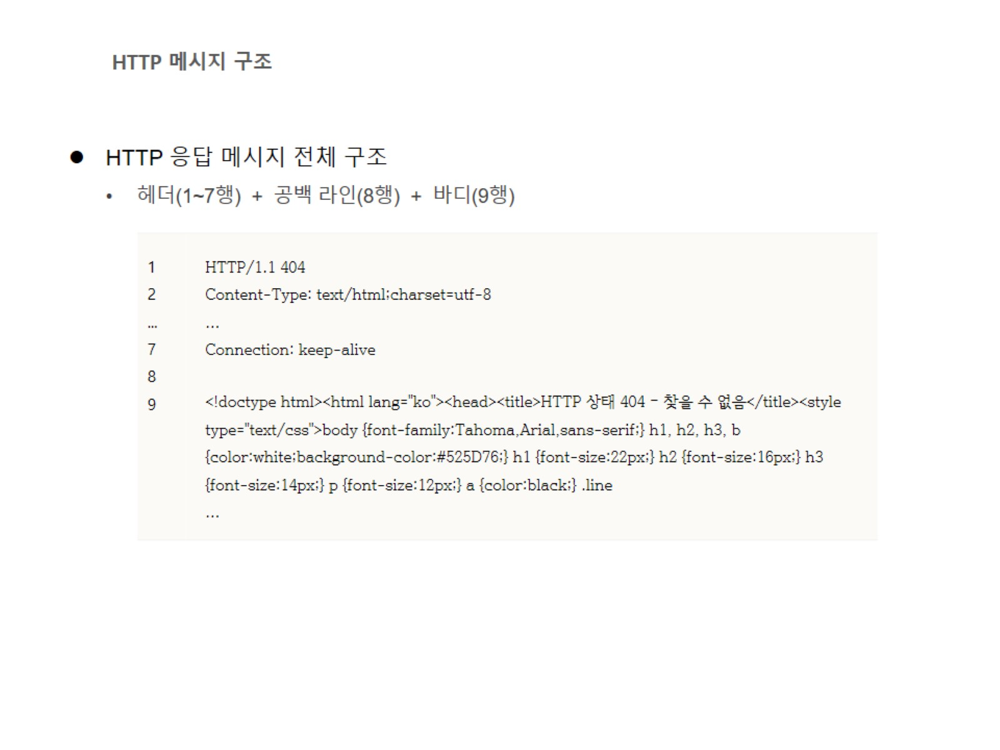 HTTP 메시지 구조
● HTTP 응답 메시지 전체 구조
• 헤더(1~7행) + 공백 라인(8행) + 바디(9행)
1 HTTP/1.1 404
2 Content-Type: text/html;charset=utf-8
... ...
7 Connection: keep-alive
8
9 <!doctype html><html lang="ko"><head><title>HTTP 상태 404 - 찾을 수 없음</title><style
type="text/css">body {font-family:Tahoma,Arial,sans-serif;} h1, h2, h3, b
{color:white;background-color:#525D76;} h1 {font-size:22px;} h2 {font-size:16px;} h3
{font-size:14px;} p {font-size:12px;} a {color:black;} .line
...